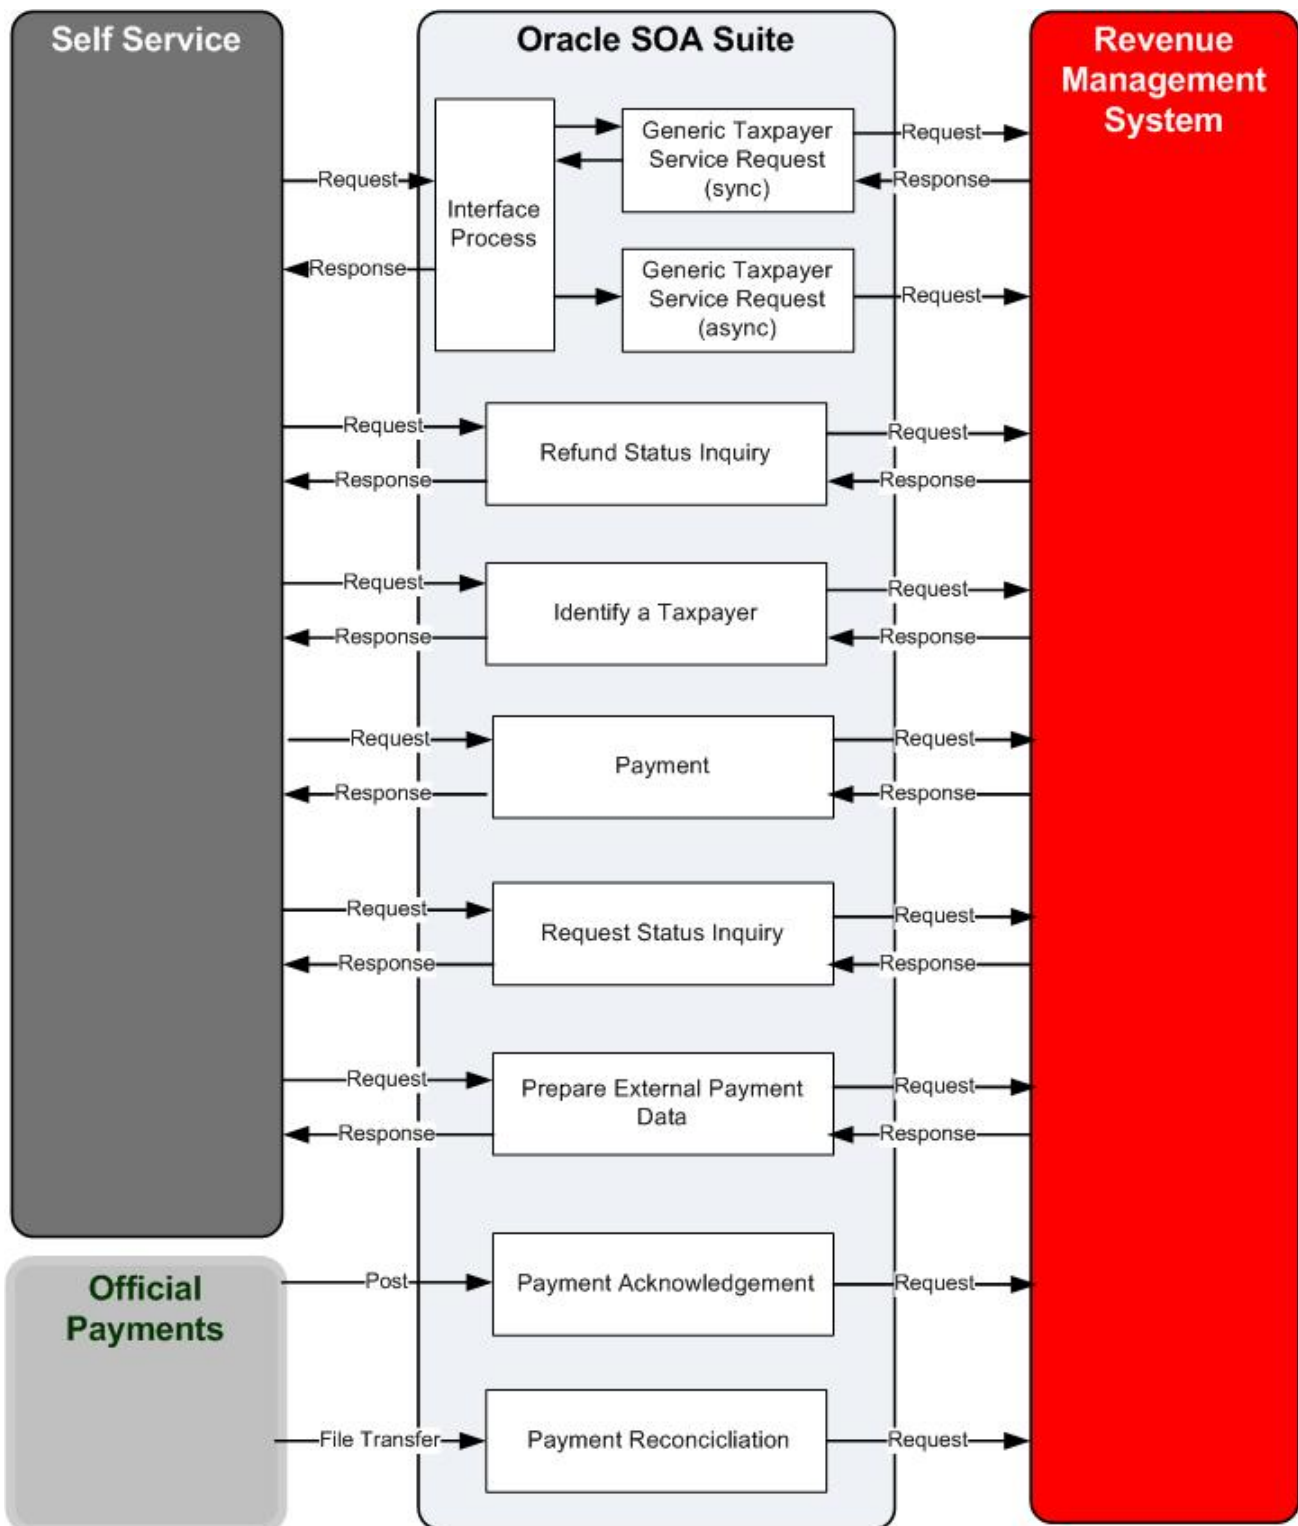 Self Service
Oracle SOA Suite
Revenue
Management
System
Generic Taxpayer
Service Request
(sync)
Request
Response
Request
Interface
Process
Response
Generic Taxpayer
Service Request
(async)
Request
Request
Response
Refund Status Inquiry
Request
Response
Request
Response
Identify a Taxpayer
Request
Response
Request
Response
Payment
Request
Response
Request
Response
Request Status Inquiry
Request
Response
Request
Response
Prepare External Payment
Data
Request
Response
Official
Payments
Post
Payment Acknowledgement
Request
File Transfer
Payment Reconcicliation
Request